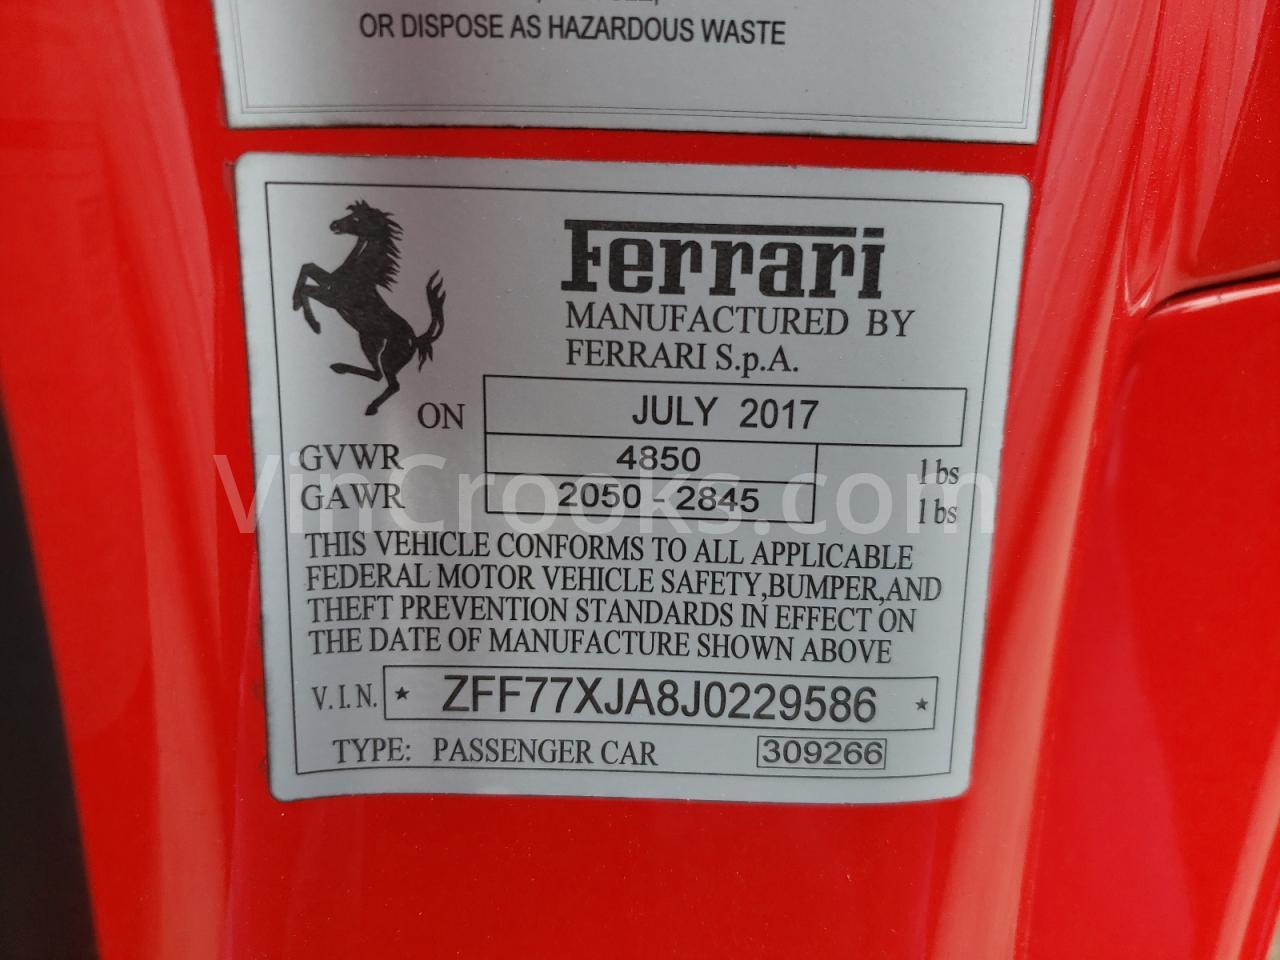 OR DISPOSE AS HAZARDOUS WASTE
Ferrari
MANUFACTURED BY
FERRARI S.p.A.
ON JULY 2017
GVWR 4850 lbs
GAWR 2050 - 2845 lbs
VinCrooks.com
THIS VEHICLE CONFORMS TO ALL APPLICABLE
FEDERAL MOTOR VEHICLE SAFETY,BUMPER,AND
THEFT PREVENTION STANDARDS IN EFFECT ON
THE DATE OF MANUFACTURE SHOWN ABOVE
V.I.N. * ZFF77XJA8J0229586 *
TYPE: PASSENGER CAR 309266